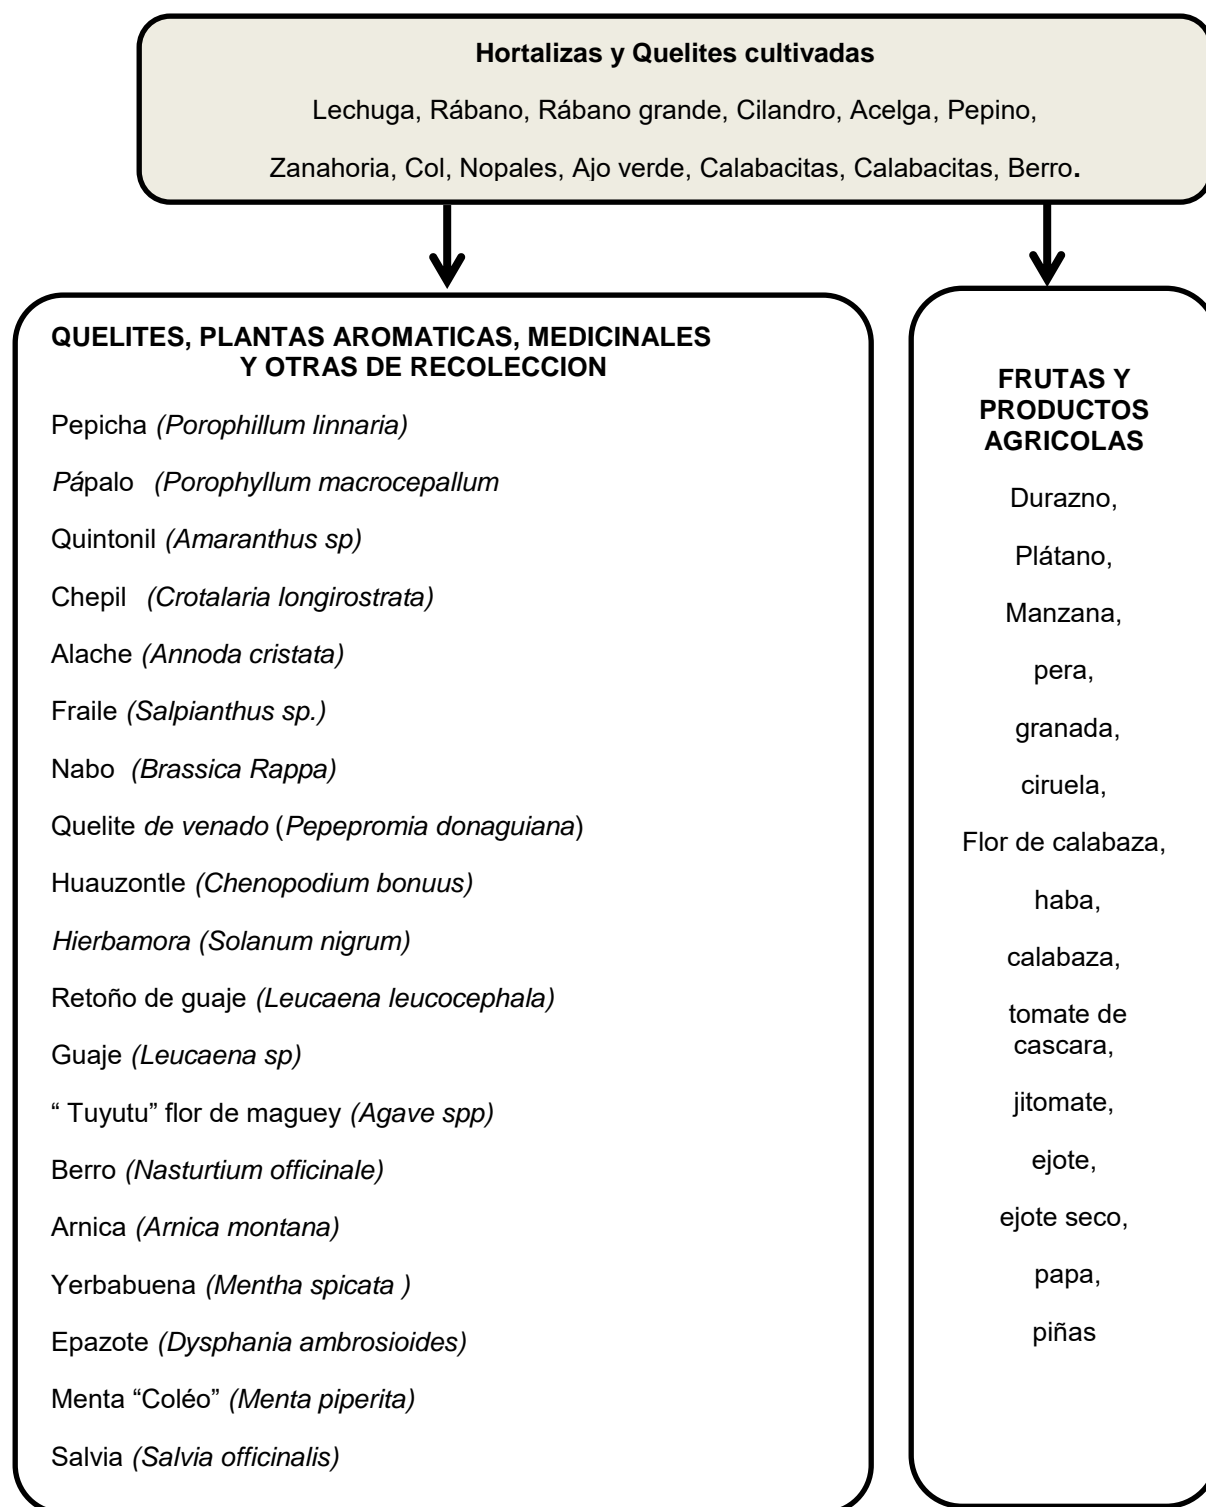 Hortalizas y Quelites cultivadas
Lechuga, Rábano, Rábano grande, Cilandro, Acelga, Pepino,
Zanahoria, Col, Nopales, Ajo verde, Calabacitas, Calabacitas, Berro.
QUELITES, PLANTAS AROMATICAS, MEDICINALES
Y OTRAS DE RECOLECCION
Pepicha (Porophillum linnaria)
Pápalo (Porophyllum macrocepallum
Quintonil (Amaranthus sp)
Chepil (Crotalaria longirostrata)
Alache (Annoda cristata)
Fraile (Salpianthus sp.)
Nabo (Brassica Rappa)
Quelite de venado (Pepepromia donaguiana)
Huauzontle (Chenopodium bonuus)
Hierbamora (Solanum nigrum)
Retoño de guaje (Leucaena leucocephala)
Guaje (Leucaena sp)
“ Tuyutu” flor de maguey (Agave spp)
Berro (Nasturtium officinale)
Arnica (Arnica montana)
Yerbabuena (Mentha spicata )
Epazote (Dysphania ambrosioides)
Menta “Coléo” (Menta piperita)
Salvia (Salvia officinalis)
FRUTAS Y
PRODUCTOS
AGRICOLAS
Durazno,
Plátano,
Manzana,
pera,
granada,
ciruela,
Flor de calabaza,
haba,
calabaza,
tomate de
cascara,
jitomate,
ejote,
ejote seco,
papa,
piñas